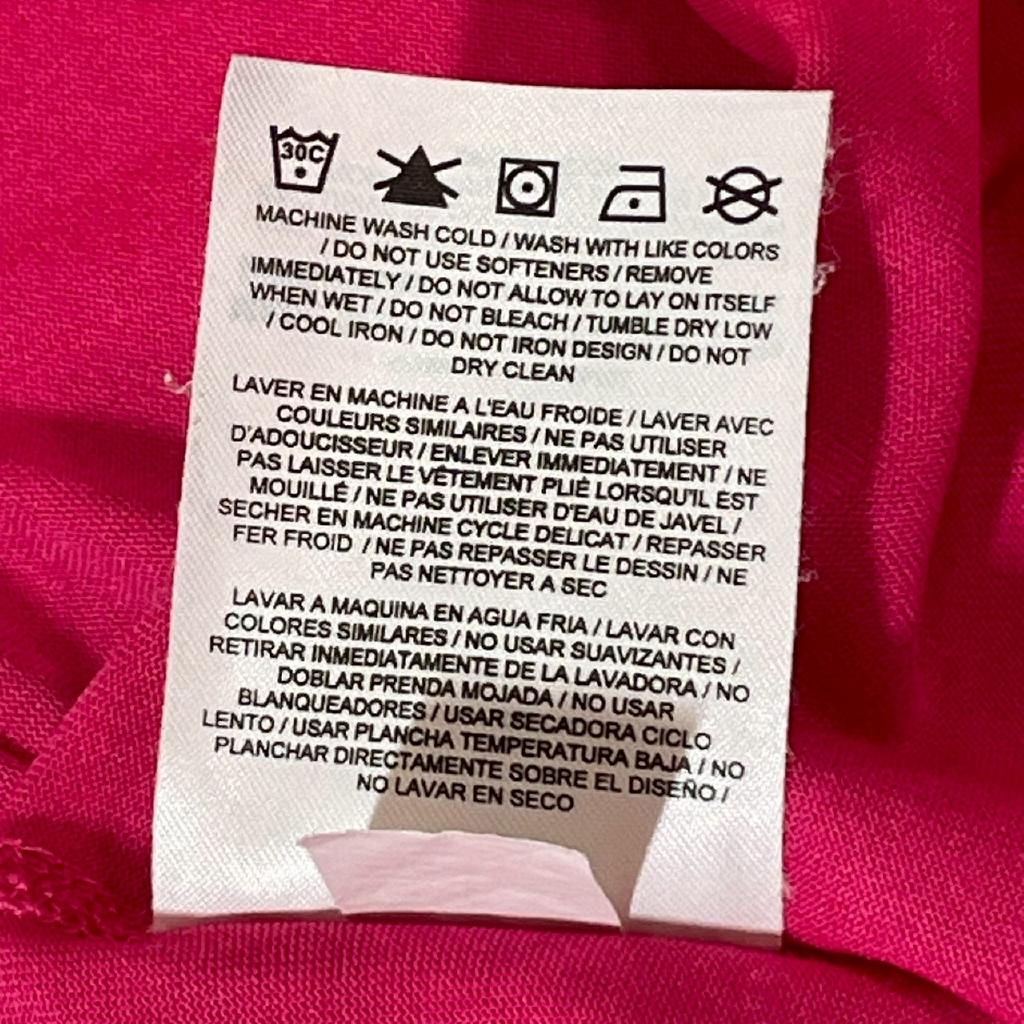 30C
MACHINE WASH COLD / WASH WITH LIKE COLORS
/ DO NOT USE SOFTENERS / REMOVE
IMMEDIATELY / DO NOT ALLOW TO LAY ON ITSELF
WHEN WET / DO NOT BLEACH / TUMBLE DRY LOW
/ COOL IRON / DO NOT IRON DESIGN / DO NOT
DRY CLEAN
LAVER EN MACHINE A L'EAU FROIDE / LAVER AVEC
COULEURS SIMILAIRES / NE PAS UTILISER
D'ADOUCISSEUR / ENLEVER IMMEDIATEMENT / NE
PAS LAISSER LE VÊTEMENT PLIÉ LORSQU'IL EST
MOUILLÉ / NE PAS UTILISER D'EAU DE JAVEL /
SECHER EN MACHINE CYCLE DELICAT / REPASSER
FER FROID / NE PAS REPASSER LE DESSIN / NE
PAS NETTOYER A SEC
LAVAR A MAQUINA EN AGUA FRIA / LAVAR CON
COLORES SIMILARES / NO USAR SUAVIZANTES /
RETIRAR INMEDIATAMENTE DE LA LAVADORA / NO
DOBLAR PRENDA MOJADA / NO USAR
BLANQUEADORES / USAR SECADORA CICLO
LENTO / USAR PLANCHA TEMPERATURA BAJA / NO
PLANCHAR DIRECTAMENTE SOBRE EL DISEÑO /
NO LAVAR EN SECO